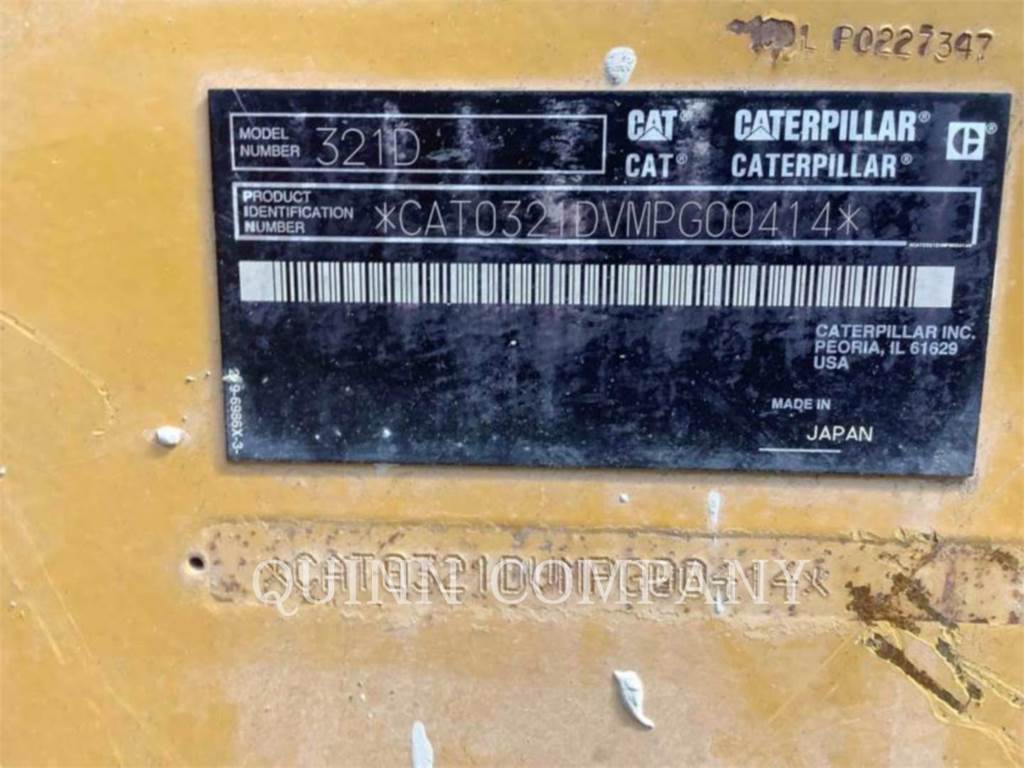 P0227347
MODEL NUMBER 321D
CAT® CATERPILLAR®
CAT® CATERPILLAR®
PRODUCT IDENTIFICATION NUMBER *CAT0321DVMPG00414*
CATERPILLAR INC.
PEORIA, IL 61629
USA
MADE IN
JAPAN
*CAT0321DVMPG00414*
QUINN COMPANY